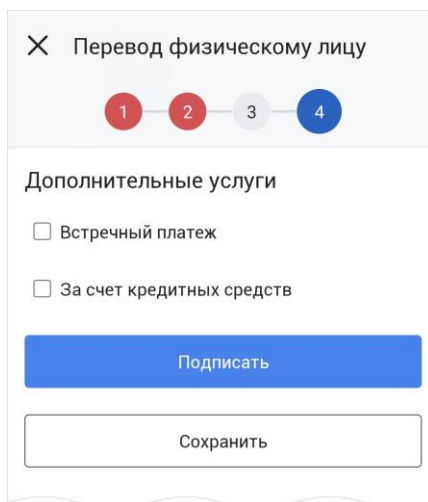 Перевод физическому лицу
1 2 3 4
Дополнительные услуги
Встречный платеж
За счет кредитных средств
Подписать
Сохранить